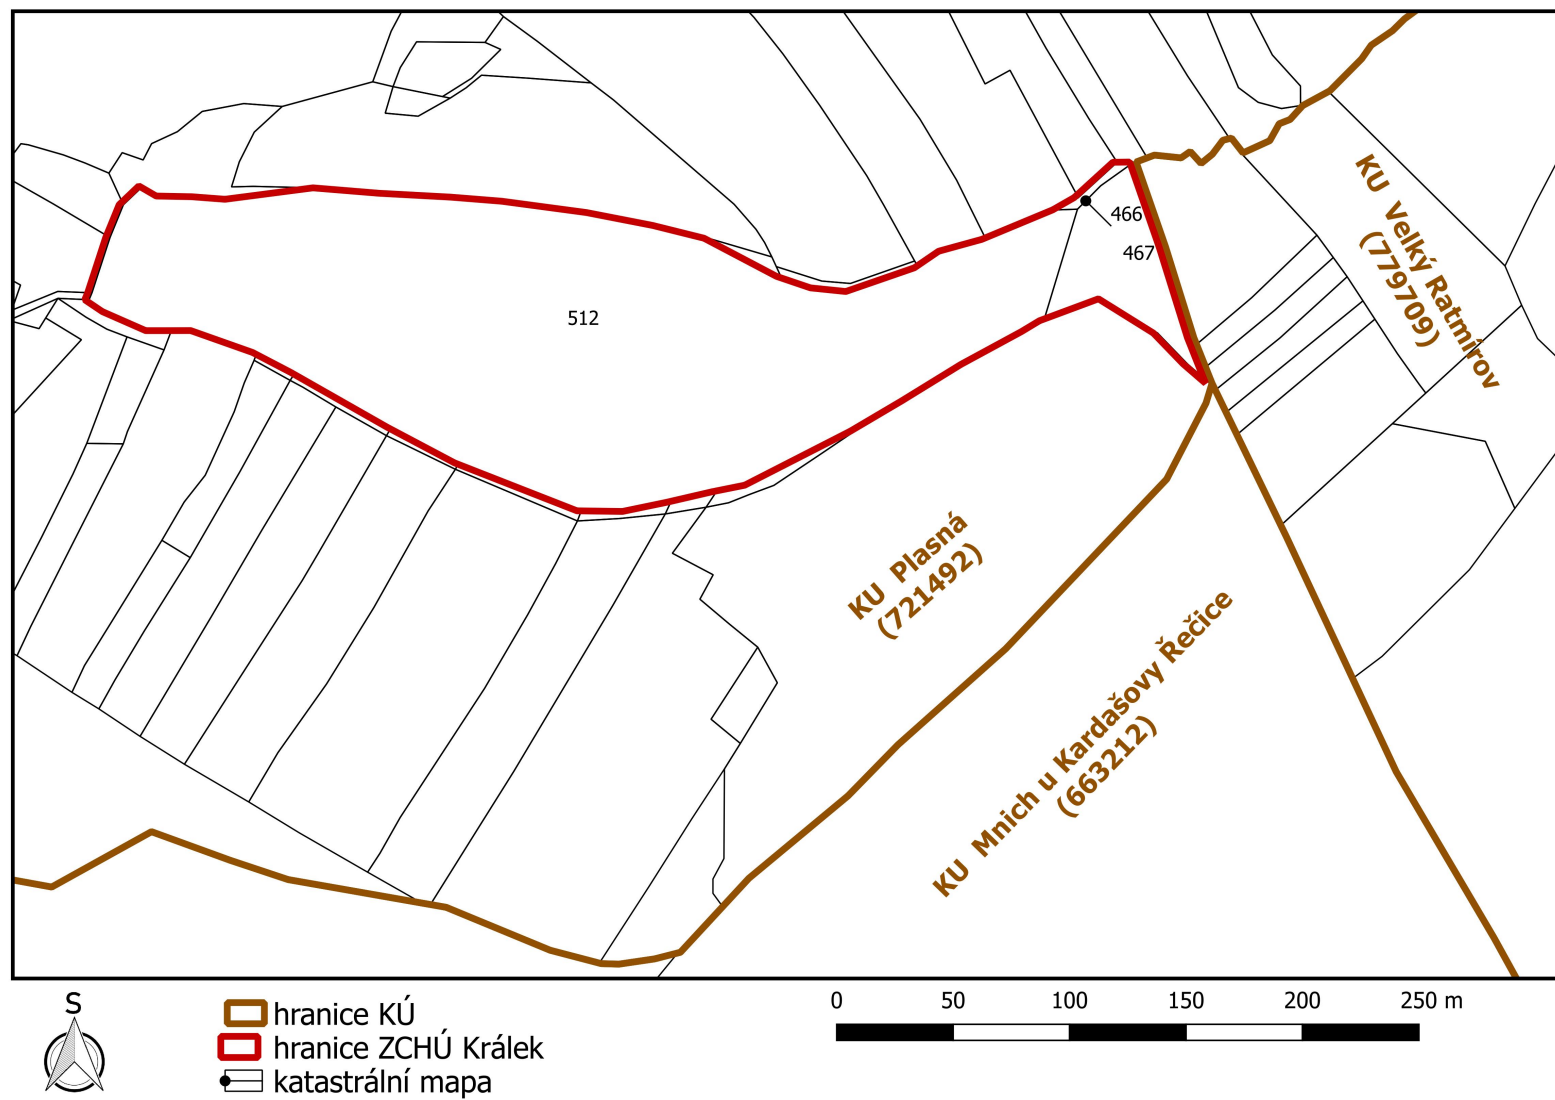 466
467
512
KU Velký Ratmírov
(779709)
KU Plasná
(721492)
KU Mnich u Kardašovy Řečice
(663212)
S
hranice KÚ
hranice ZCHÚ Králek
katastrální mapa
0 50 100 150 200 250 m